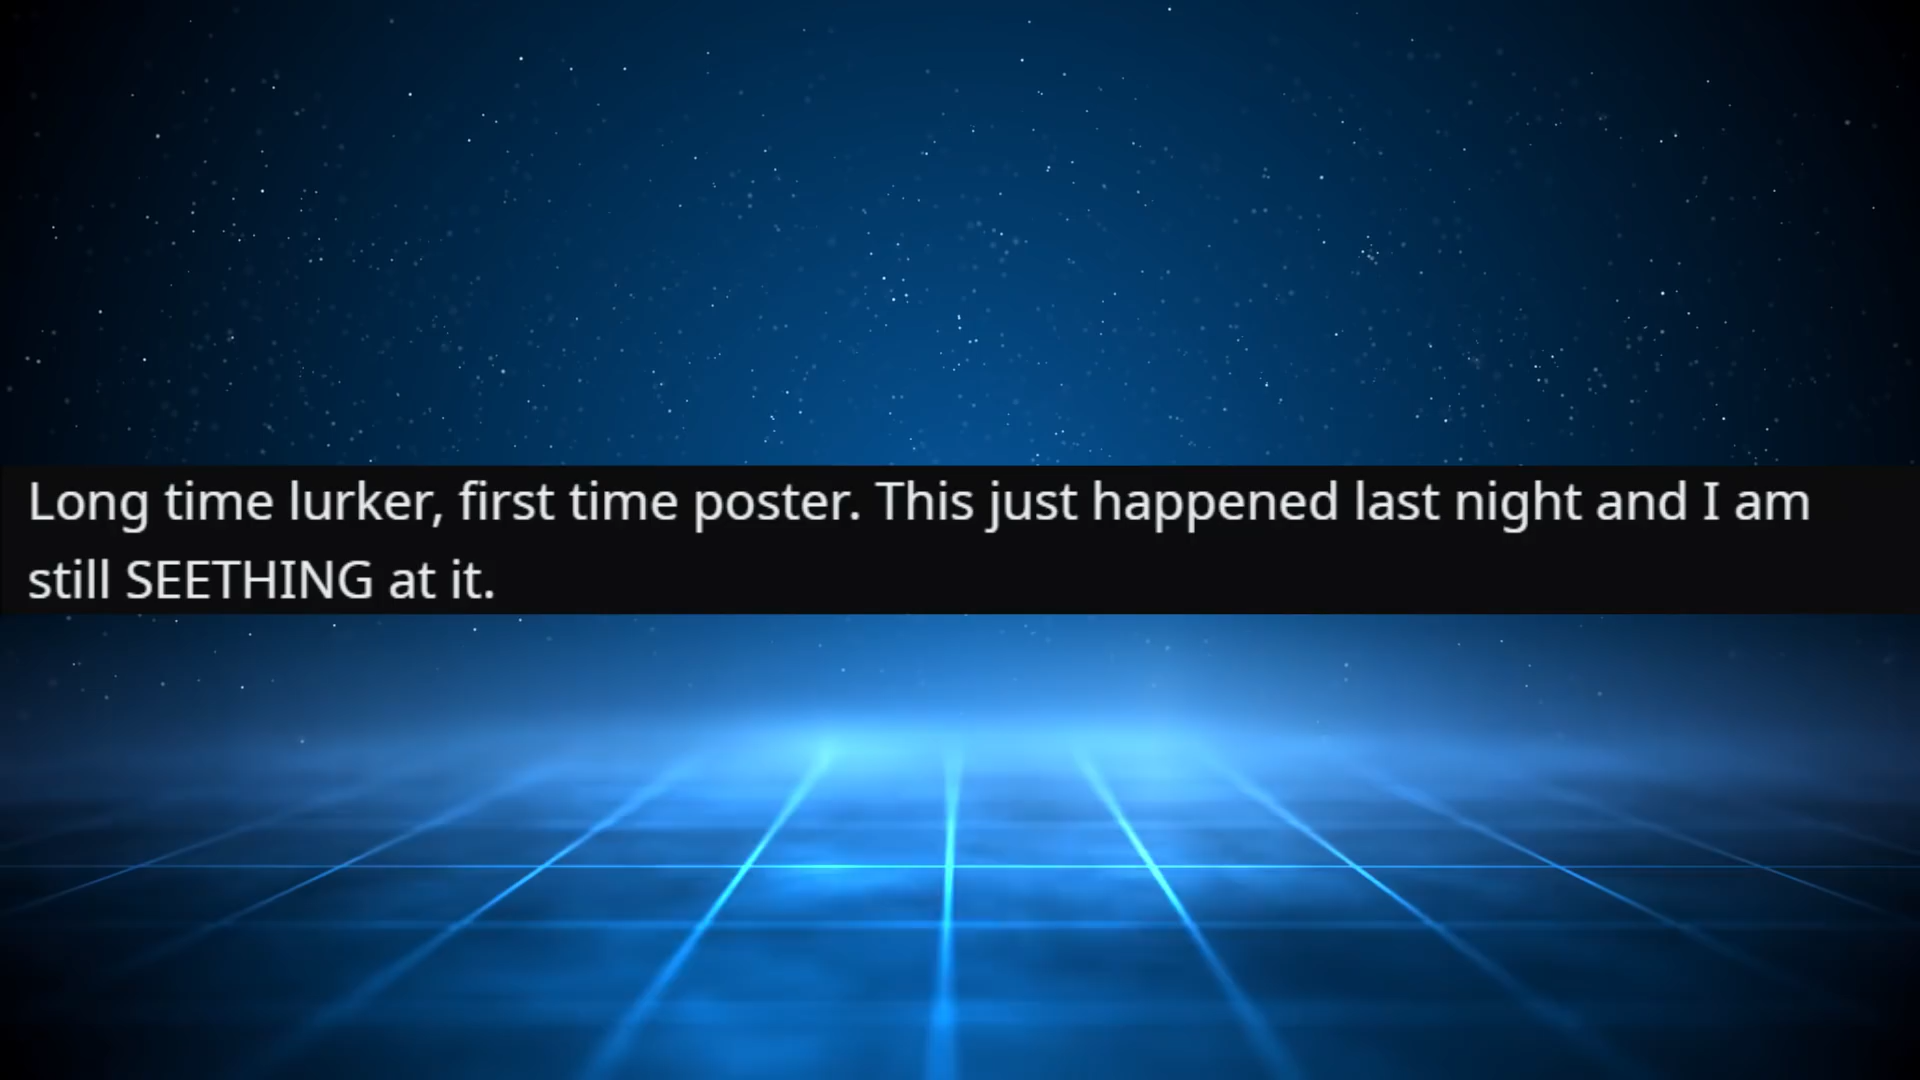 Long time lurker, first time poster. This just happened last night and I am
still SEETHING at it.